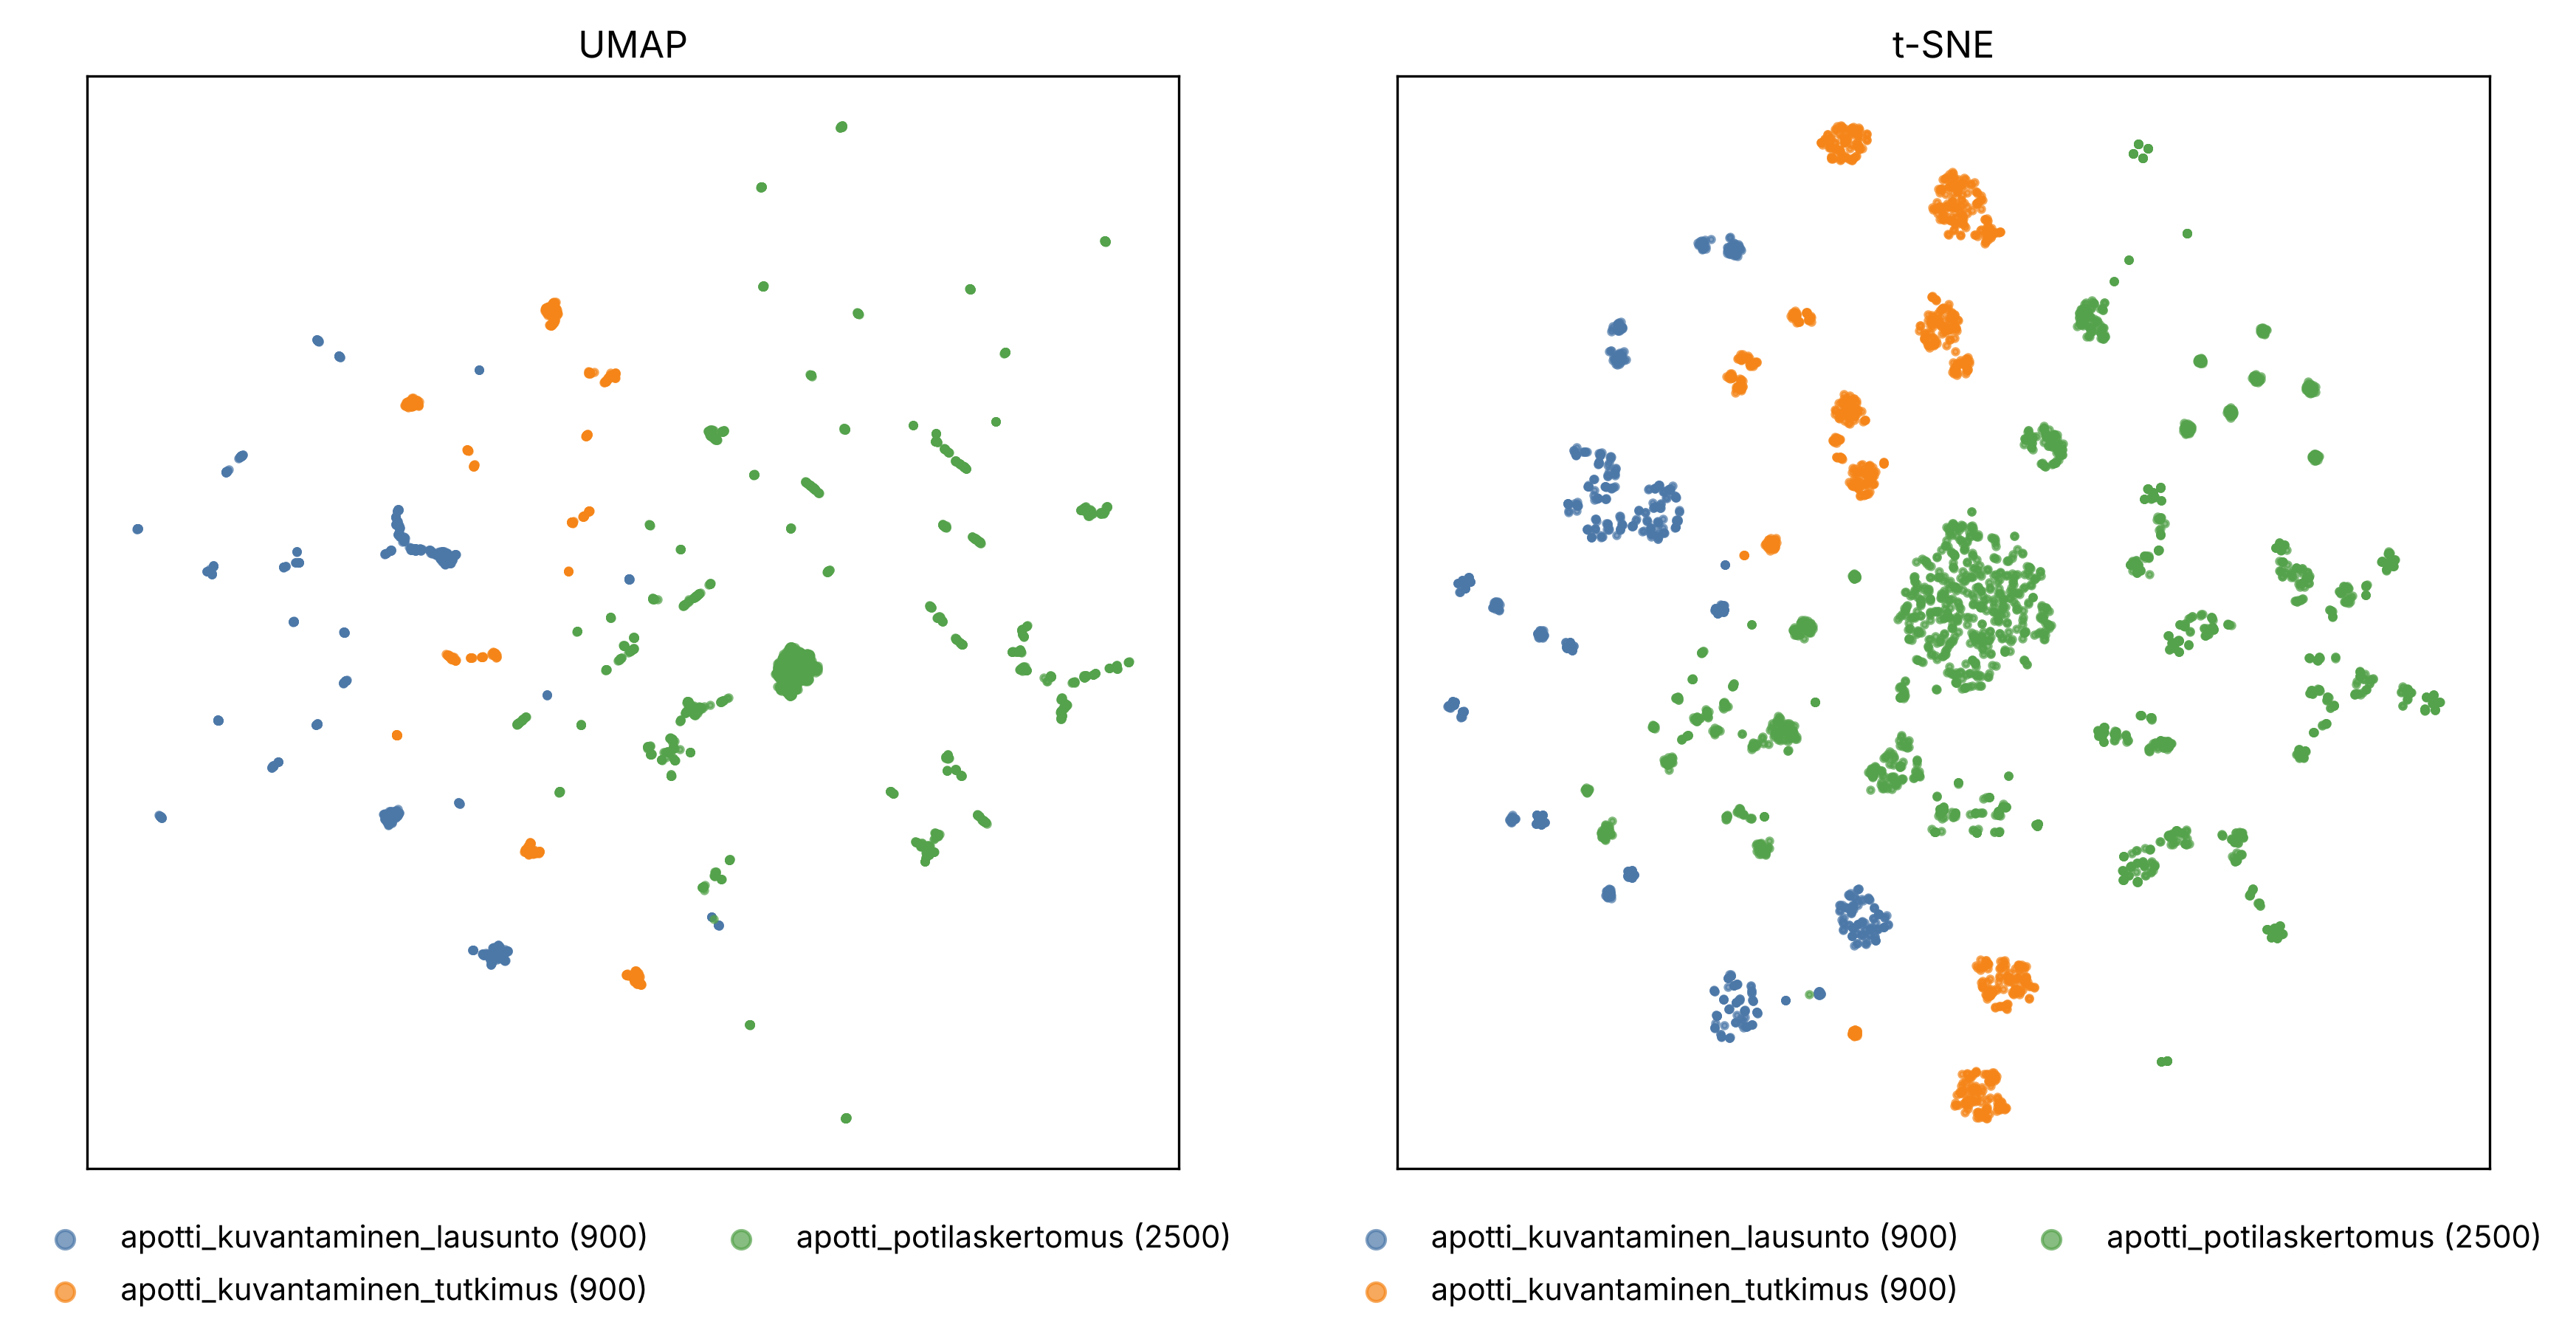 UMAP
t-SNE
apotti_kuvantaminen_lausunto (900)
apotti_potilaskertomus (2500)
apotti_kuvantaminen_tutkimus (900)
apotti_kuvantaminen_lausunto (900)
apotti_potilaskertomus (2500)
apotti_kuvantaminen_tutkimus (900)